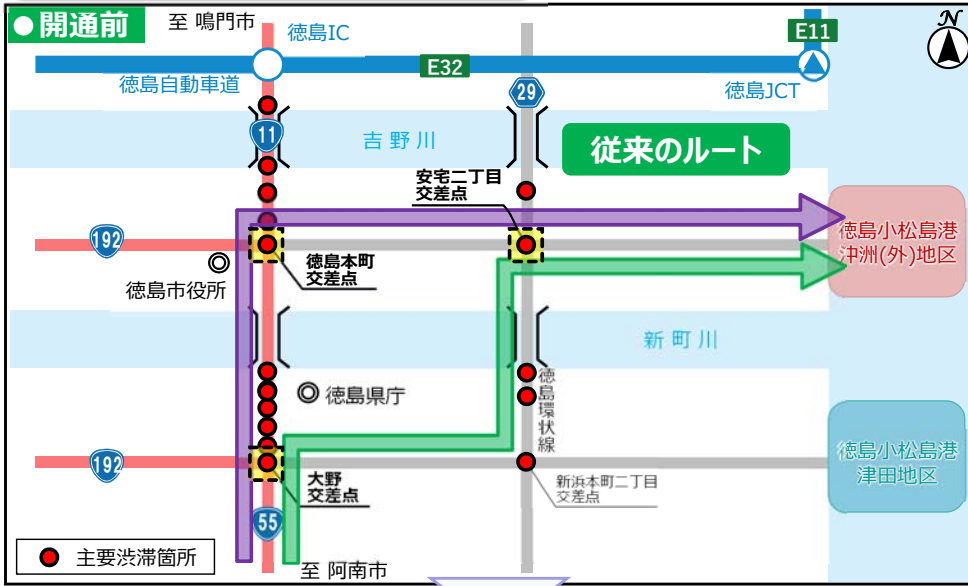 ●開通前
至 鳴門市
徳島IC
E11
N
徳島自動車道
E32
徳島JCT
29
11
吉野川
従来のルート
安宅二丁目
交差点
192
徳島本町
交差点
徳島市役所
徳島小松島港
沖洲(外)地区
新町川
徳島県庁
徳島環状線
192
大野
交差点
新浜本町二丁目
交差点
徳島小松島港
津田地区
55
主要渋滞箇所
至 阿南市